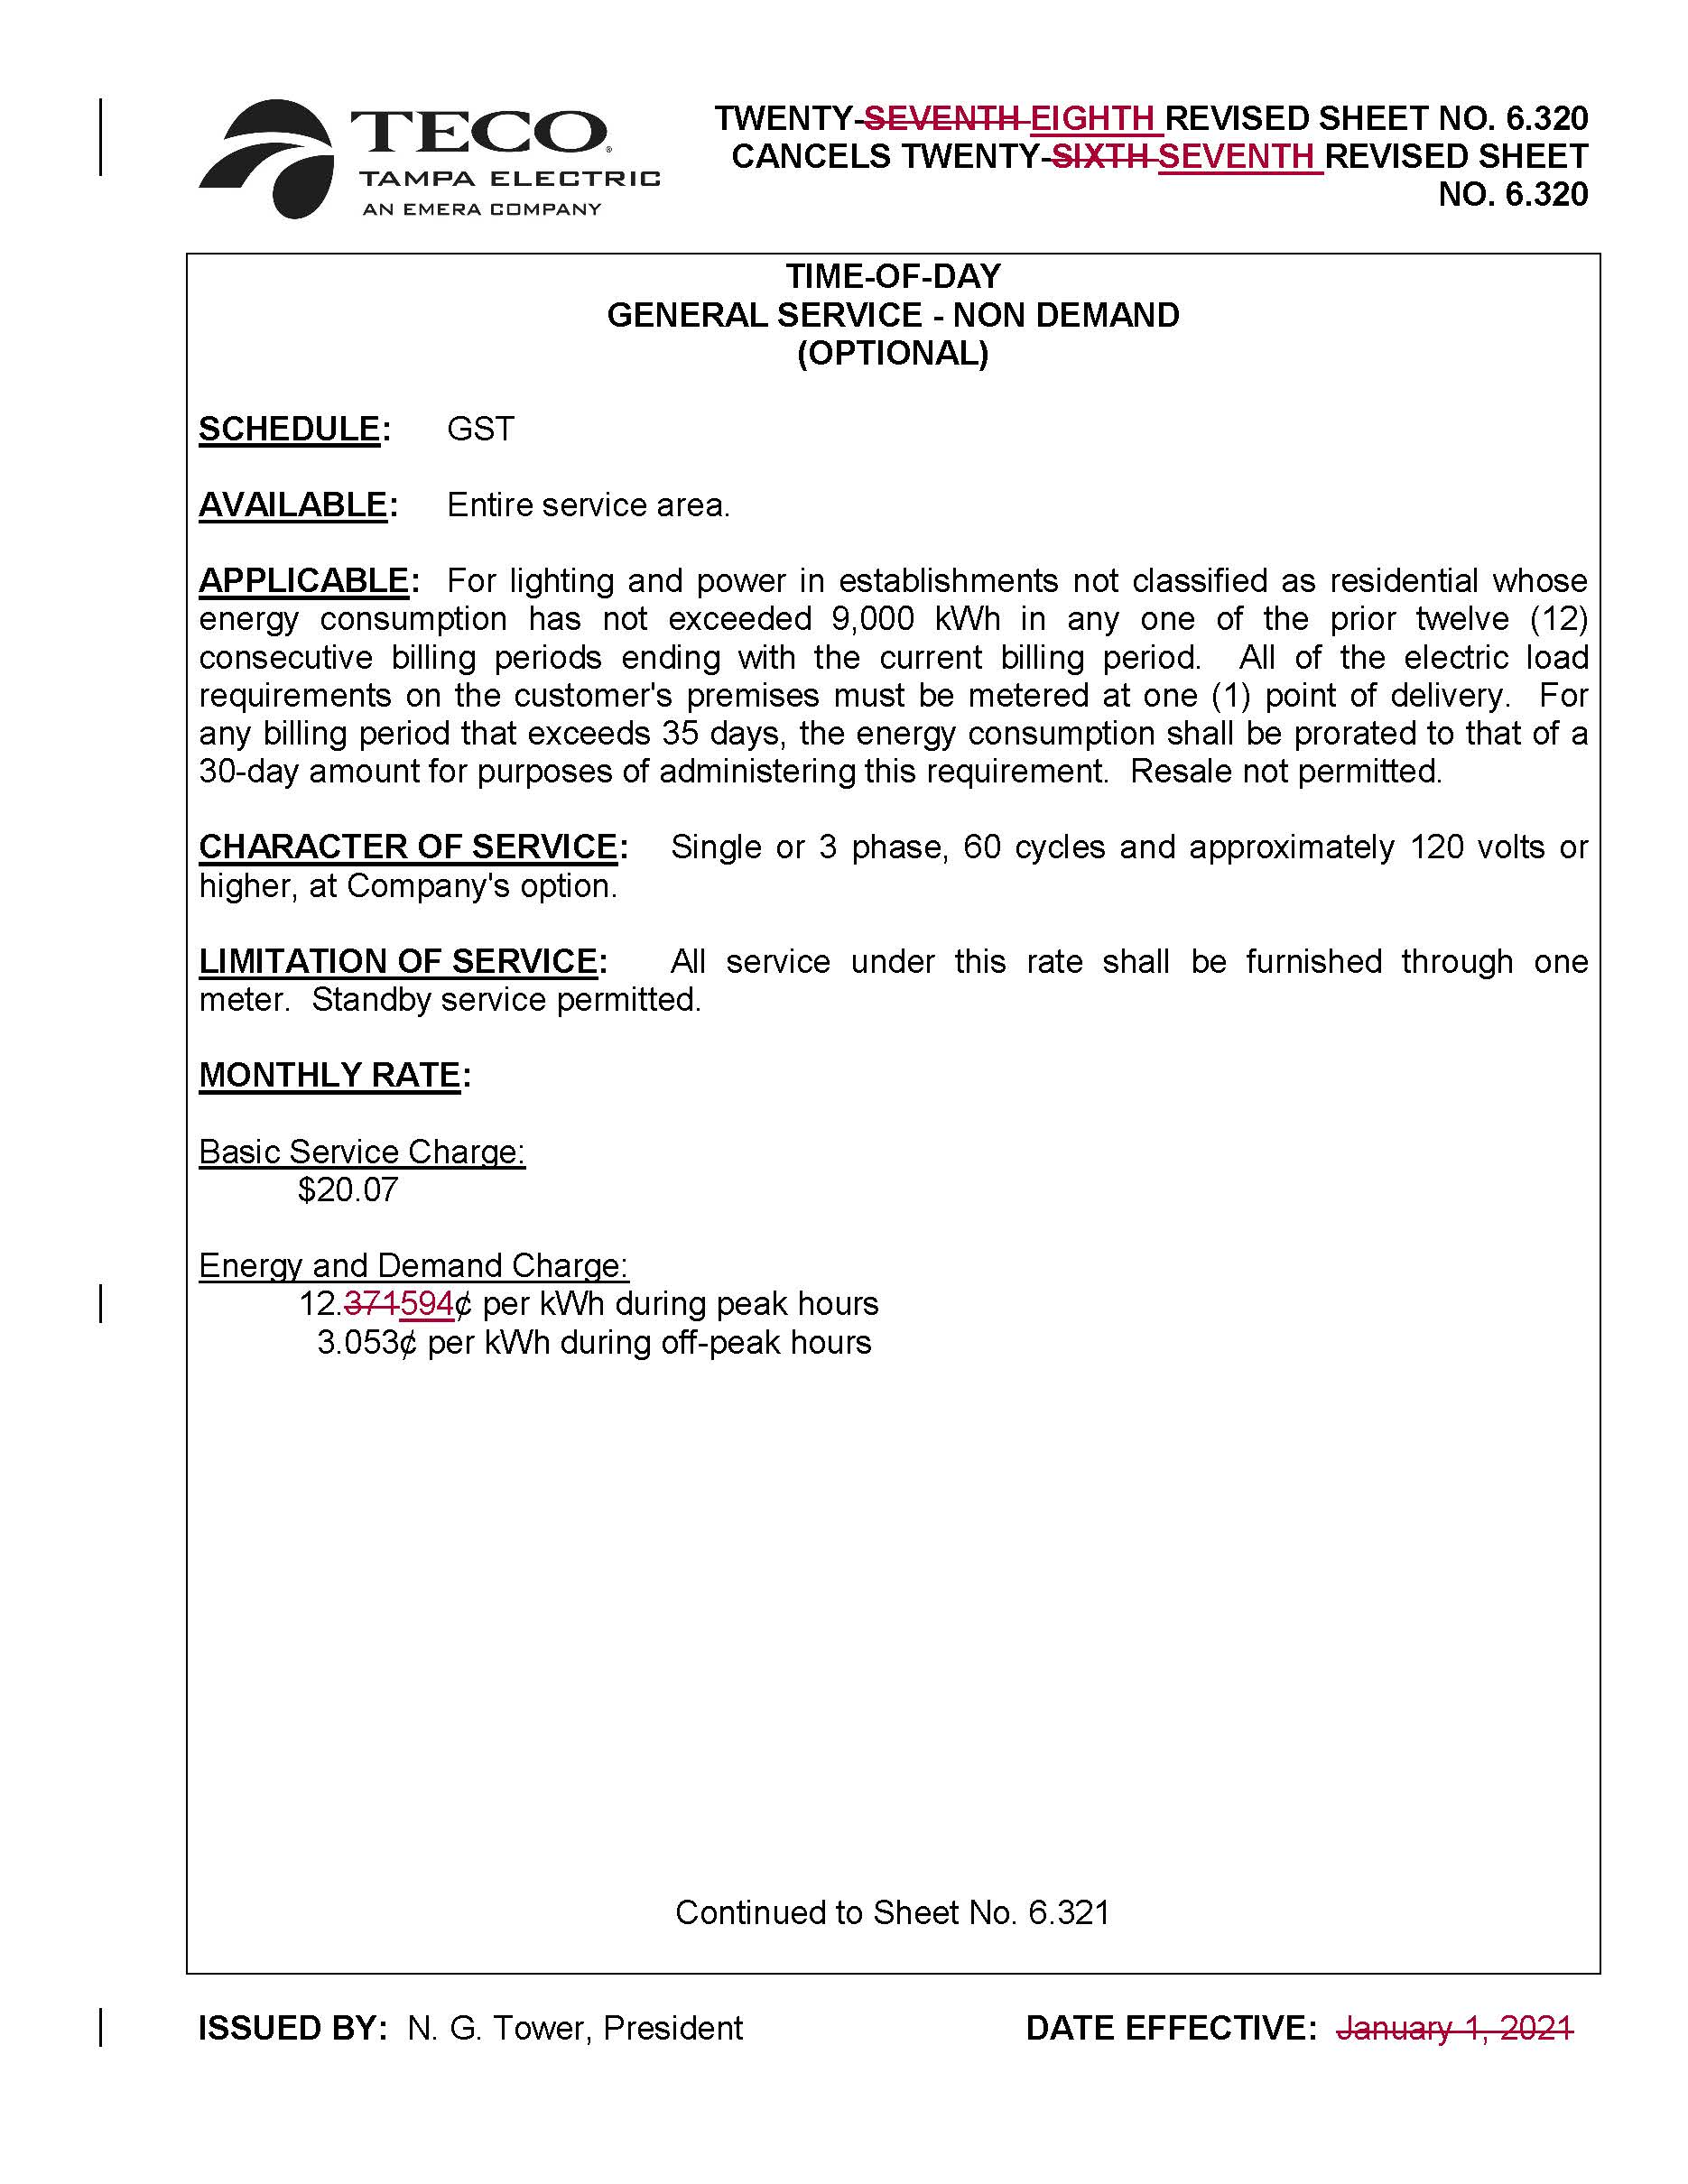 TECO®
TAMPA ELECTRIC
AN EMERA COMPANY
TWENTY-SEVENTH EIGHTH REVISED SHEET NO. 6.320
CANCELS TWENTY-SIXTH SEVENTH REVISED SHEET
NO. 6.320
TIME-OF-DAY
GENERAL SERVICE - NON DEMAND
(OPTIONAL)
SCHEDULE: GST
AVAILABLE: Entire service area.
APPLICABLE: For lighting and power in establishments not classified as residential whose
energy consumption has not exceeded 9,000 kWh in any one of the prior twelve (12)
consecutive billing periods ending with the current billing period. All of the electric load
requirements on the customer's premises must be metered at one (1) point of delivery. For
any billing period that exceeds 35 days, the energy consumption shall be prorated to that of a
30-day amount for purposes of administering this requirement. Resale not permitted.
CHARACTER OF SERVICE: Single or 3 phase, 60 cycles and approximately 120 volts or
higher, at Company's option.
LIMITATION OF SERVICE: All service under this rate shall be furnished through one
meter. Standby service permitted.
MONTHLY RATE:
Basic Service Charge:
$20.07
Energy and Demand Charge:
12.371594¢ per kWh during peak hours
3.053¢ per kWh during off-peak hours
Continued to Sheet No. 6.321
ISSUED BY: N. G. Tower, President
DATE EFFECTIVE: January 1, 2021